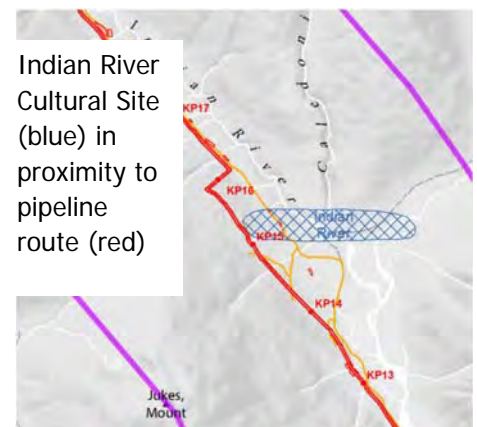 Indian River
Cultural Site
(blue) in
proximity to
pipeline
route (red)
KP17
River
KP16
Indian
River
KP15
KP14
KP13
Jukes,
Mount